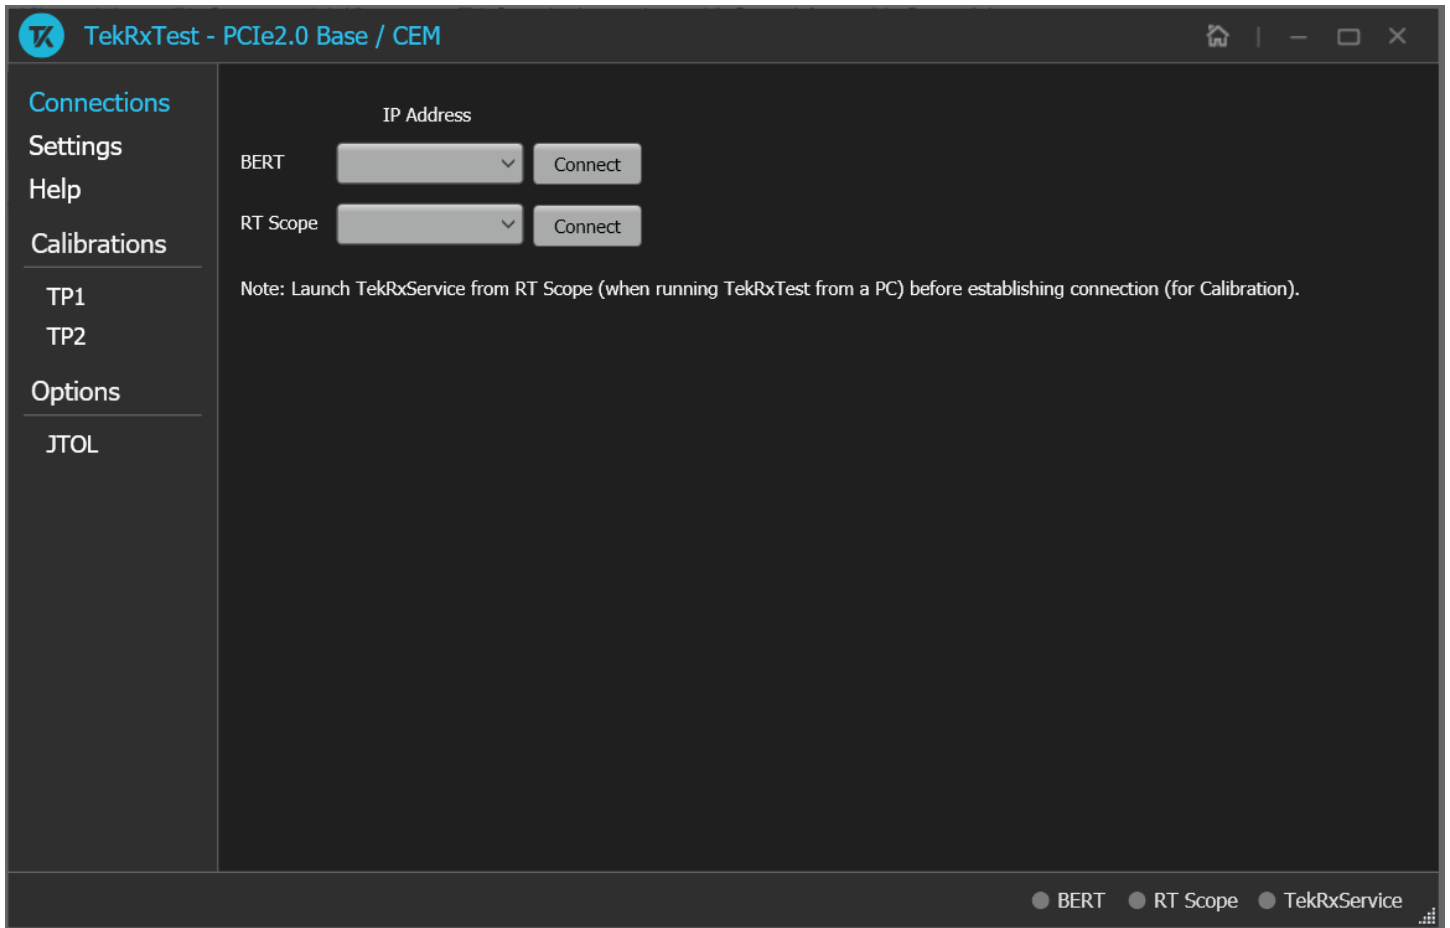 TekRxTest - PCIe2.0 Base / CEM
Connections
Settings
Help
Calibrations
TP1
TP2
Options
JTOL
IP Address
BERT
Connect
RT Scope
Connect
Note: Launch TekRxService from RT Scope (when running TekRxTest from a PC) before establishing connection (for Calibration).
BERT
RT Scope
TekRxService